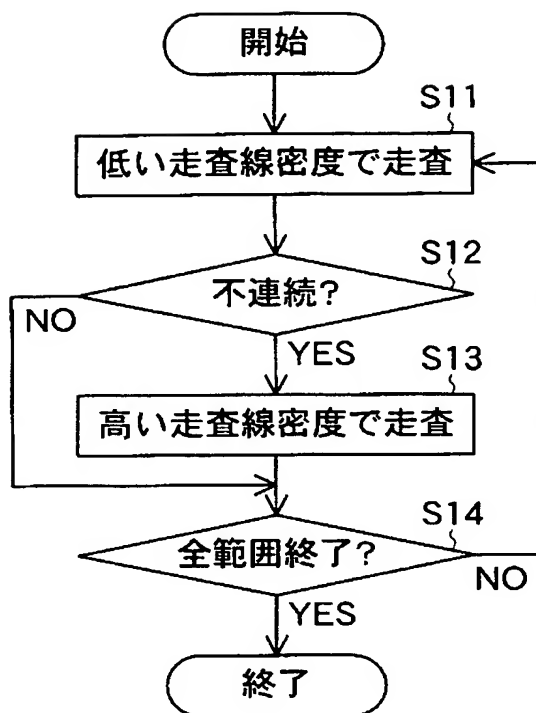 開始
S11
低い走査線密度で走査
S12
不連続?
NO
YES
S13
高い走査線密度で走査
S14
全範囲終了?
NO
YES
終了